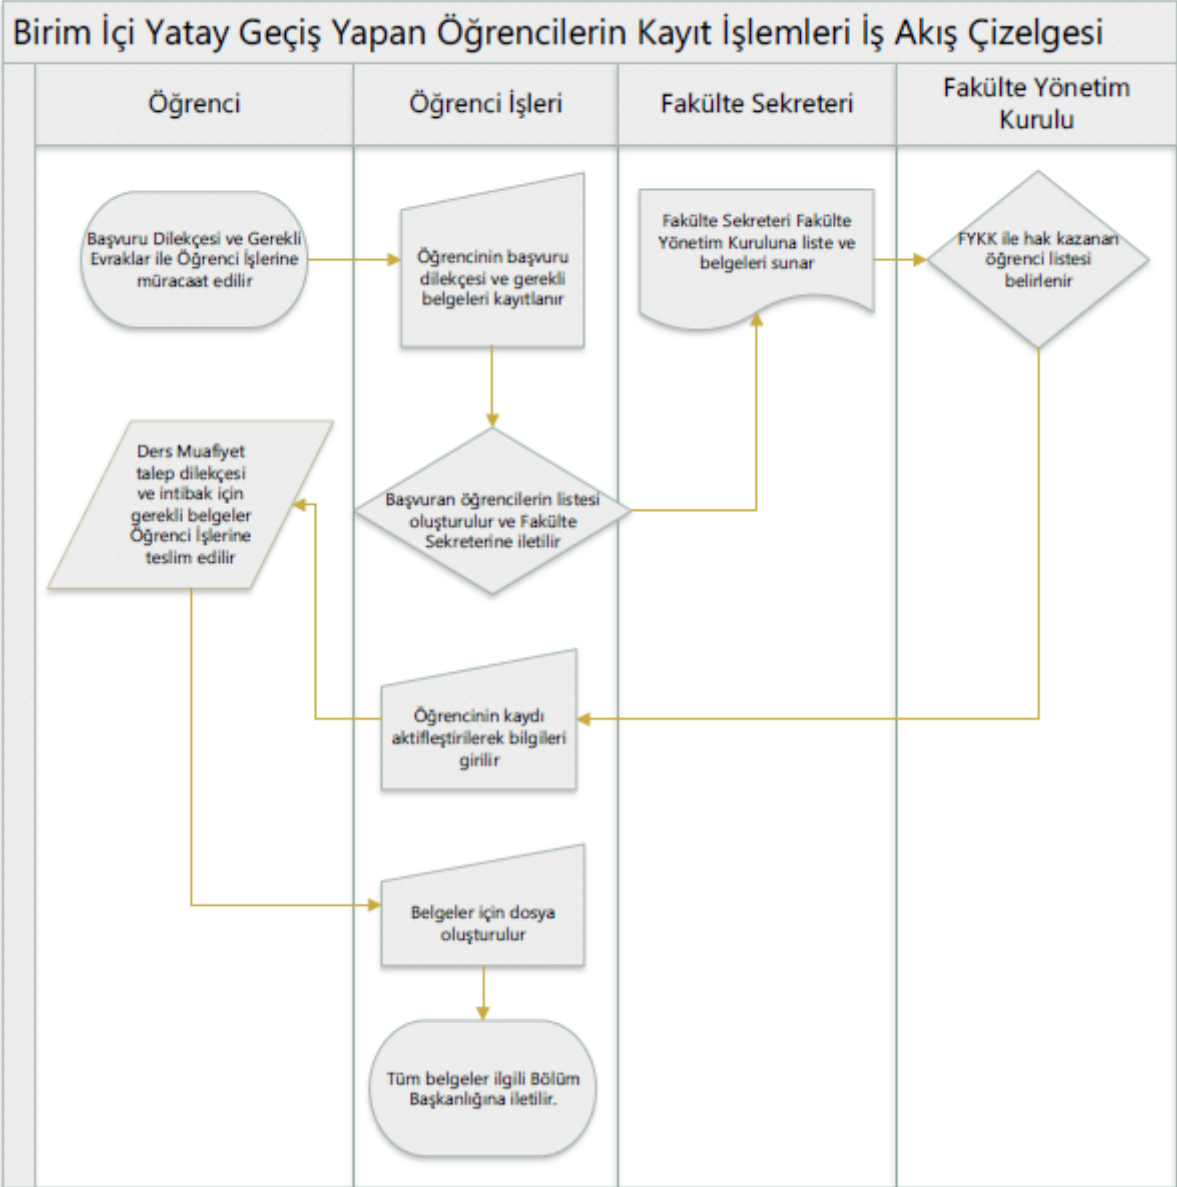 Birim İçi Yatay Geçiş Yapan Öğrencilerin Kayıt İşlemleri İş Akış Çizelgesi
Öğrenci
Öğrenci İşleri
Fakülte Sekreteri
Fakülte Yönetim
Kurulu
Başvuru Dilekçesi ve Gerekli
Evraklar ile Öğrenci İşlerine
müracaat edilir
Öğrencinin başvuru
dilekçesi ve gerekli
belgeleri kayıtlanır
Fakülte Sekreteri Fakülte
Yönetim Kuruluna liste ve
belgeleri sunar
FYKK ile hak kazanan
öğrenci listesi
belirlenir
Ders Muafiyet
talep dilekçesi
ve intibak için
gerekli belgeler
Öğrenci İşlerine
teslim edilir
Başvuran öğrencilerin listesi
oluşturulur ve Fakülte
Sekreterine iletilir
Öğrencinin kaydı
aktifleştirilerek bilgileri
girilir
Belgeler için dosya
oluşturulur
Tüm belgeler ilgili Bölüm
Başkanlığına iletilir.